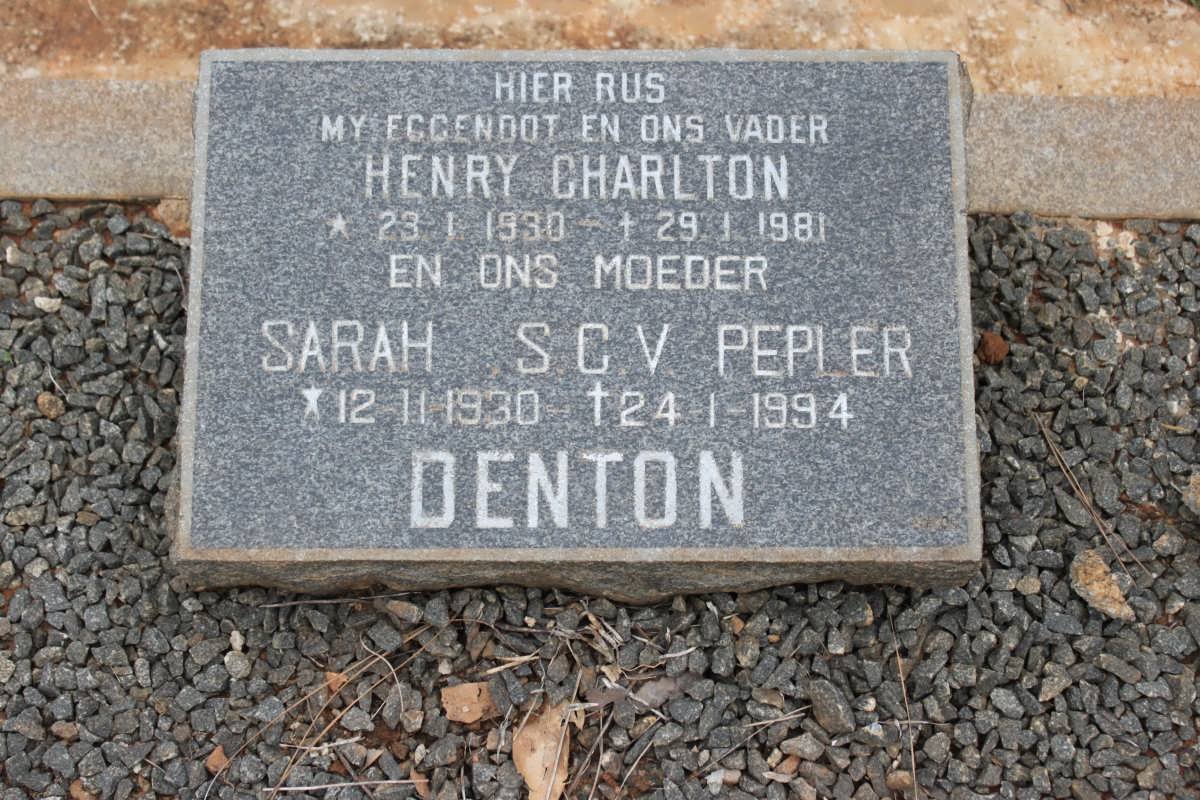 HIER RUS
MY EGGENOOT EN ONS VADER
HENRY CHARLTON
★ 23.1.1930 – † 29.1.1981
EN ONS MOEDER
SARAH .S.C.V. PEPLER
★ 12-11-1930 – † 24-1-1994
DENTON